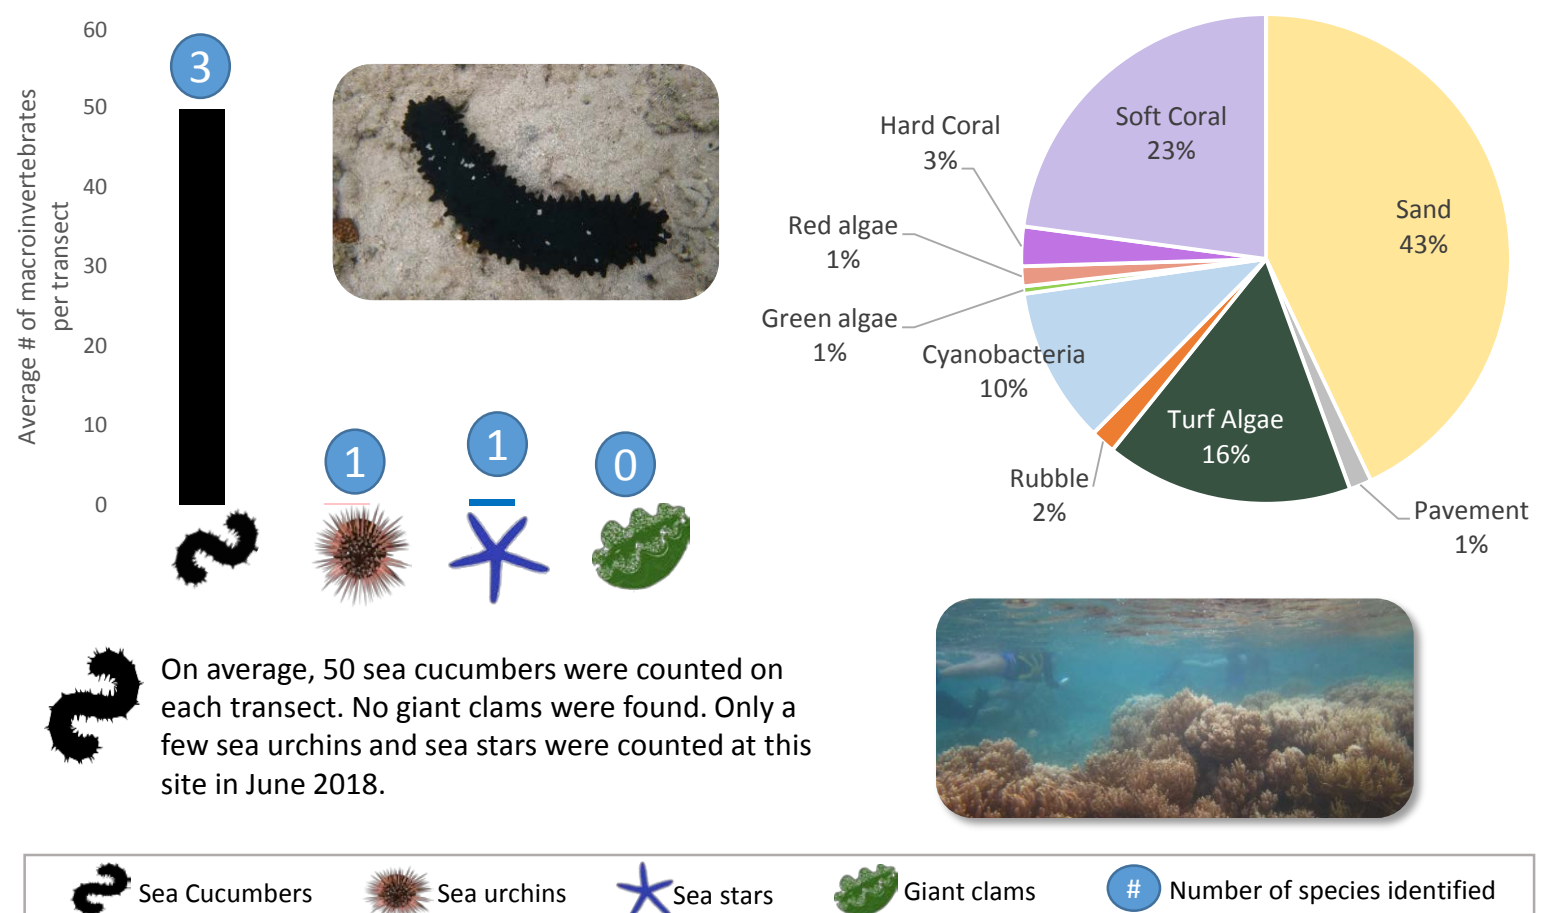 60
50
40
30
20
10
0
Average # of macroinvertebrates
per transect
3
1
1
0
Soft Coral
23%
Hard Coral
3%
Red algae
1%
Green algae
1%
Cyanobacteria
10%
Rubble
2%
Turf Algae
16%
Sand
43%
Pavement
1%
On average, 50 sea cucumbers were counted on
each transect. No giant clams were found. Only a
few sea urchins and sea stars were counted at this
site in June 2018.
Sea Cucumbers
Sea urchins
Sea stars
Giant clams
# Number of species identified